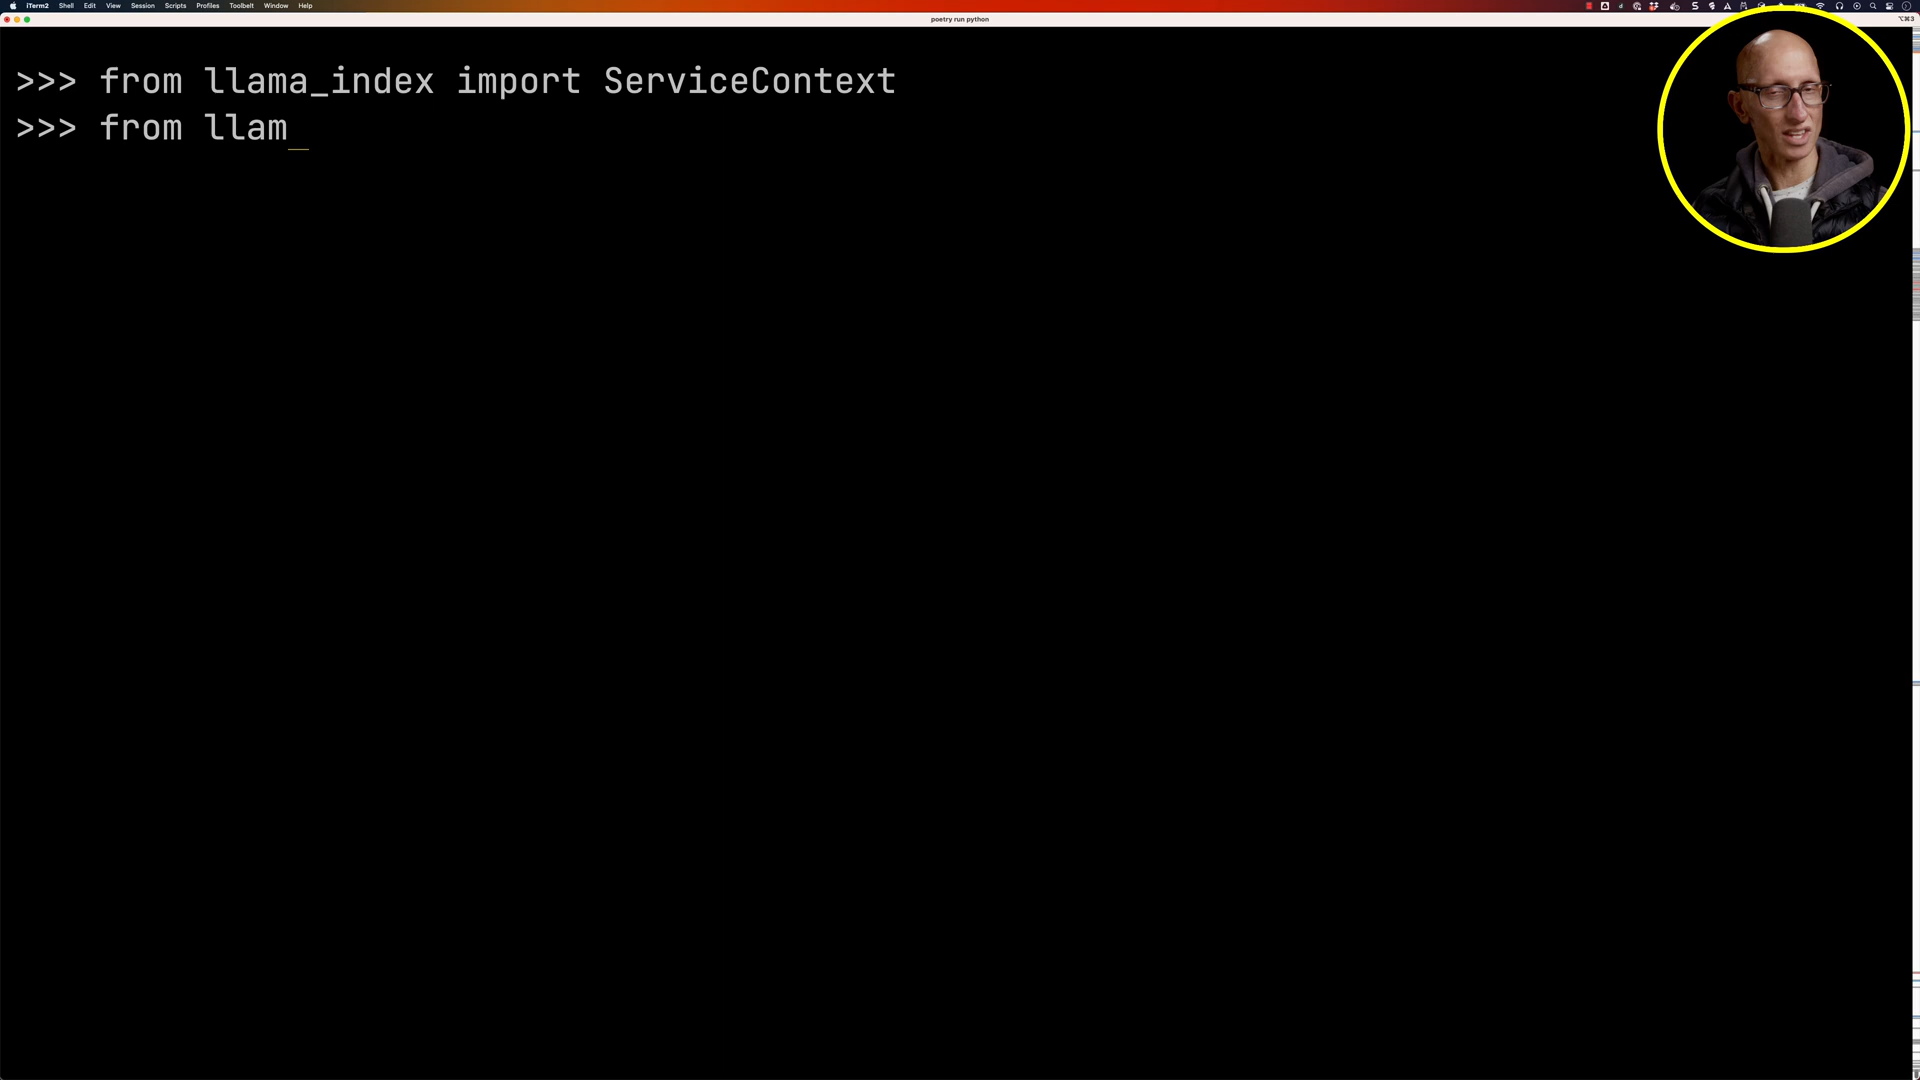 iTerm2 Shell Edit View Session Scripts Profiles Toolbelt Window Help
poetry run python
⌥⌘3
>>> from llama_index import ServiceContext
>>> from llam_